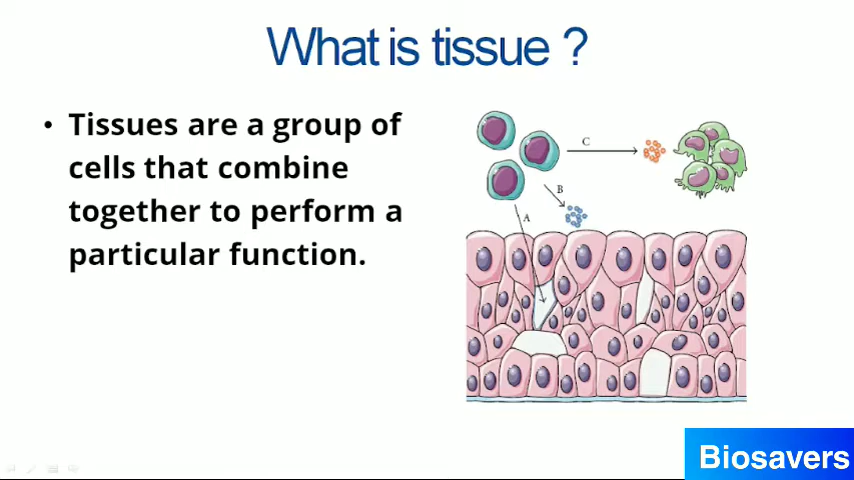 What is tissue ?
• Tissues are a group of
cells that combine
together to perform a
particular function.
C
B
A
Biosavers